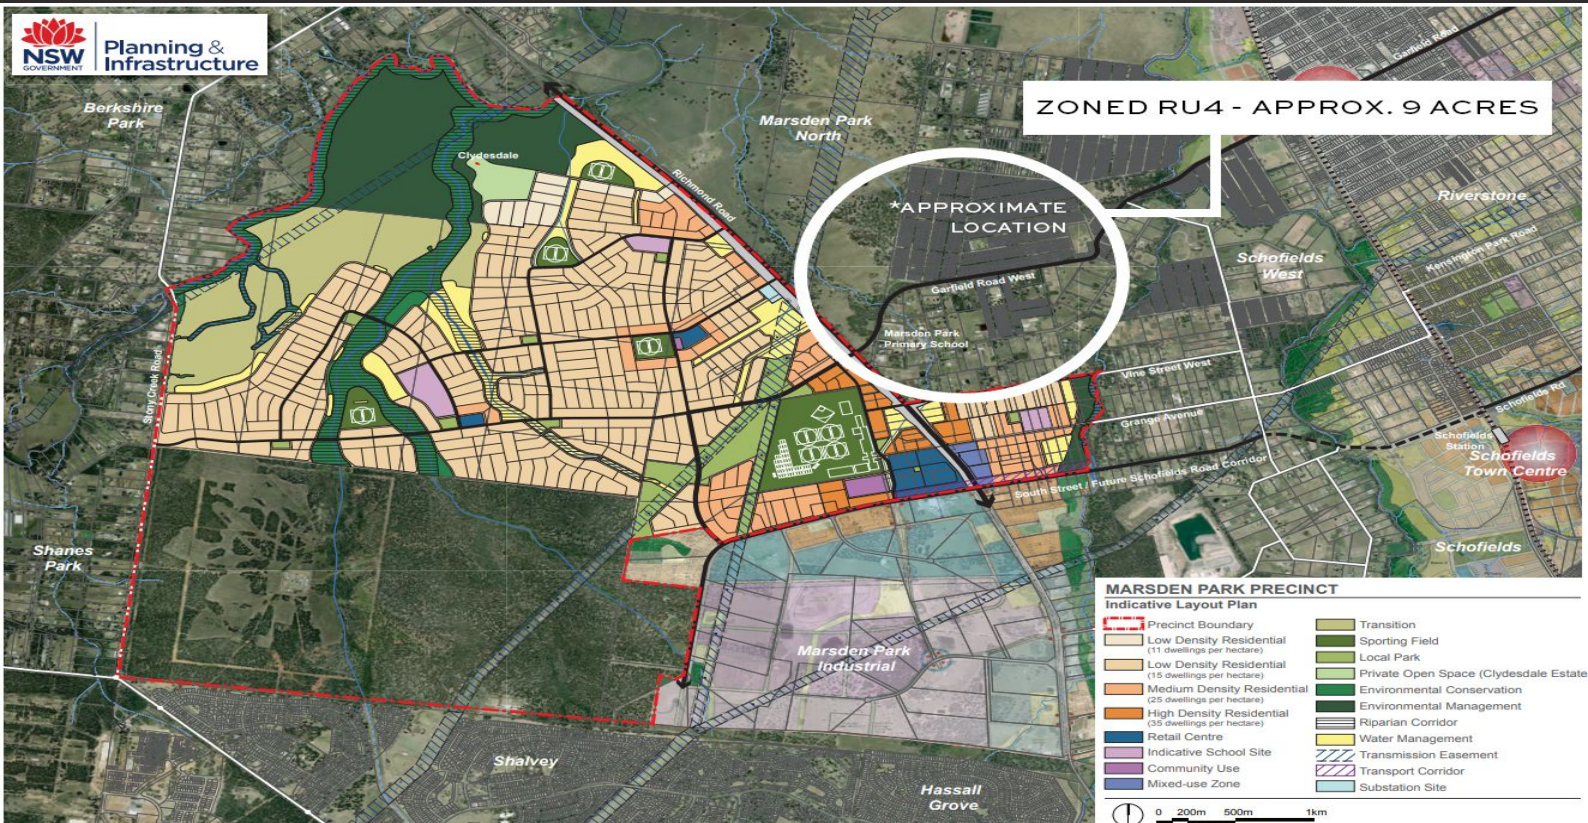 NSW
GOVERNMENT
Planning &
Infrastructure
Berkshire
Park
Marsden Park
North
ZONED RU4 - APPROX. 9 ACRES
Garfield Road
Clydesdale
Richmond Road
*APPROXIMATE
LOCATION
Riverstone
Kensington Park Road
Schofields
West
Garfield Road West
Marsden Park
Primary School
Stony Creek Road
Vine Street West
Grange Avenue
Schofields Rd
Schofields
Station
Schofields
Town Centre
South Street / Future Schofields Road Corridor
Shanes
Park
Schofields
Marsden Park
Industrial
Shalvey
Hassall
Grove
MARSDEN PARK PRECINCT
Indicative Layout Plan
Precinct Boundary
Low Density Residential
(11 dwellings per hectare)
Low Density Residential
(15 dwellings per hectare)
Medium Density Residential
(25 dwellings per hectare)
High Density Residential
(35 dwellings per hectare)
Retail Centre
Indicative School Site
Community Use
Mixed-use Zone
Transition
Sporting Field
Local Park
Private Open Space (Clydesdale Estate
Environmental Conservation
Environmental Management
Riparian Corridor
Water Management
Transmission Easement
Transport Corridor
Substation Site
0 200m 500m 1km